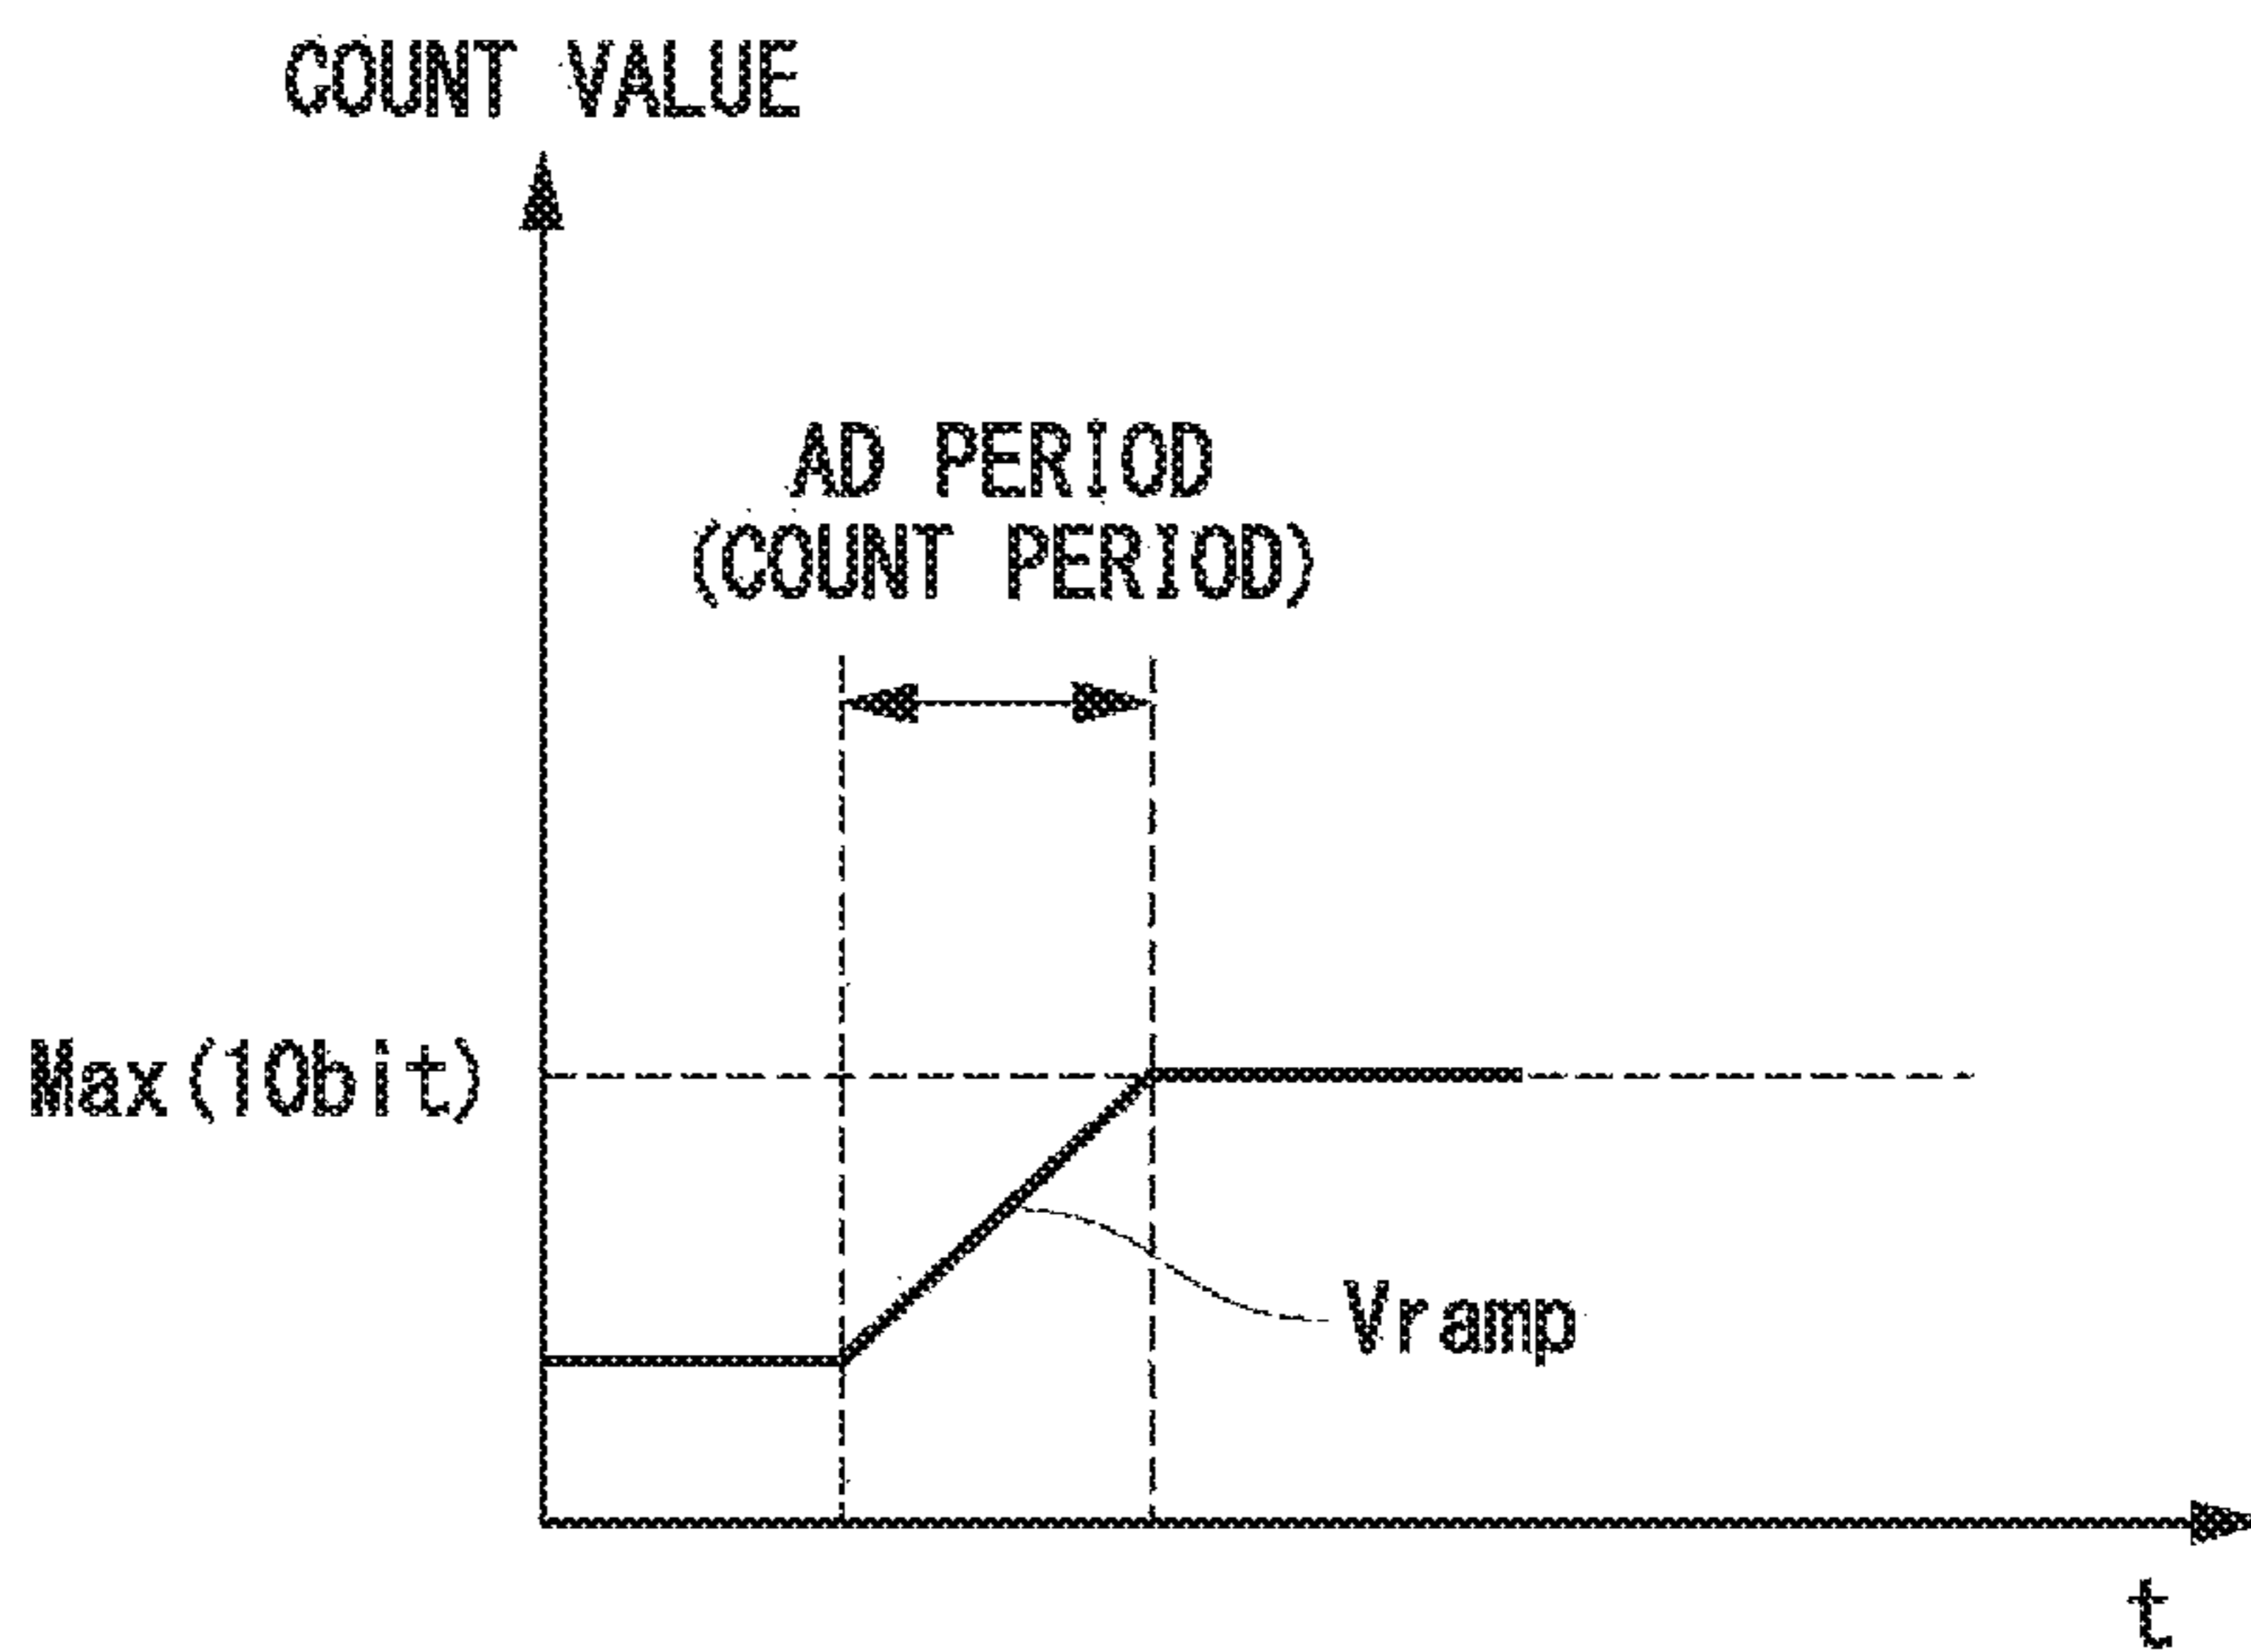 COUNT VALUE
AD PERIOD
(COUNT PERIOD)
Max(10bit)
Vramp
t